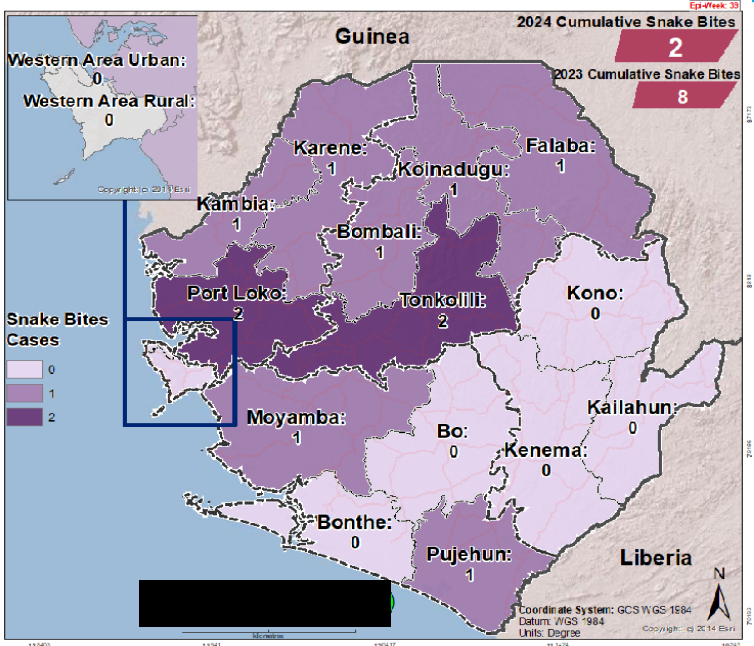 Epi-Week: 39
2024 Cumulative Snake Bites
2
2023 Cumulative Snake Bites
8
Guinea
Western Area Urban:
0
Western Area Rural:
0
Copyright: (c) 2014 Esri
Karene:
1
Koinadugu:
1
Falaba:
1
Kambia:
1
Bombali:
1
Port Loko:
2
Tonkolili:
2
Kono:
0
Snake Bites
Cases
0
1
2
Moyamba:
1
Bo:
0
Kenema:
0
Kailahun:
0
Bonthe:
0
Pujehun:
1
Liberia
N
Coordinate System: GCS WGS 1984
Datum: WGS 1984
Units: Degree
Copyright: (c) 2014 Esri
kilometres